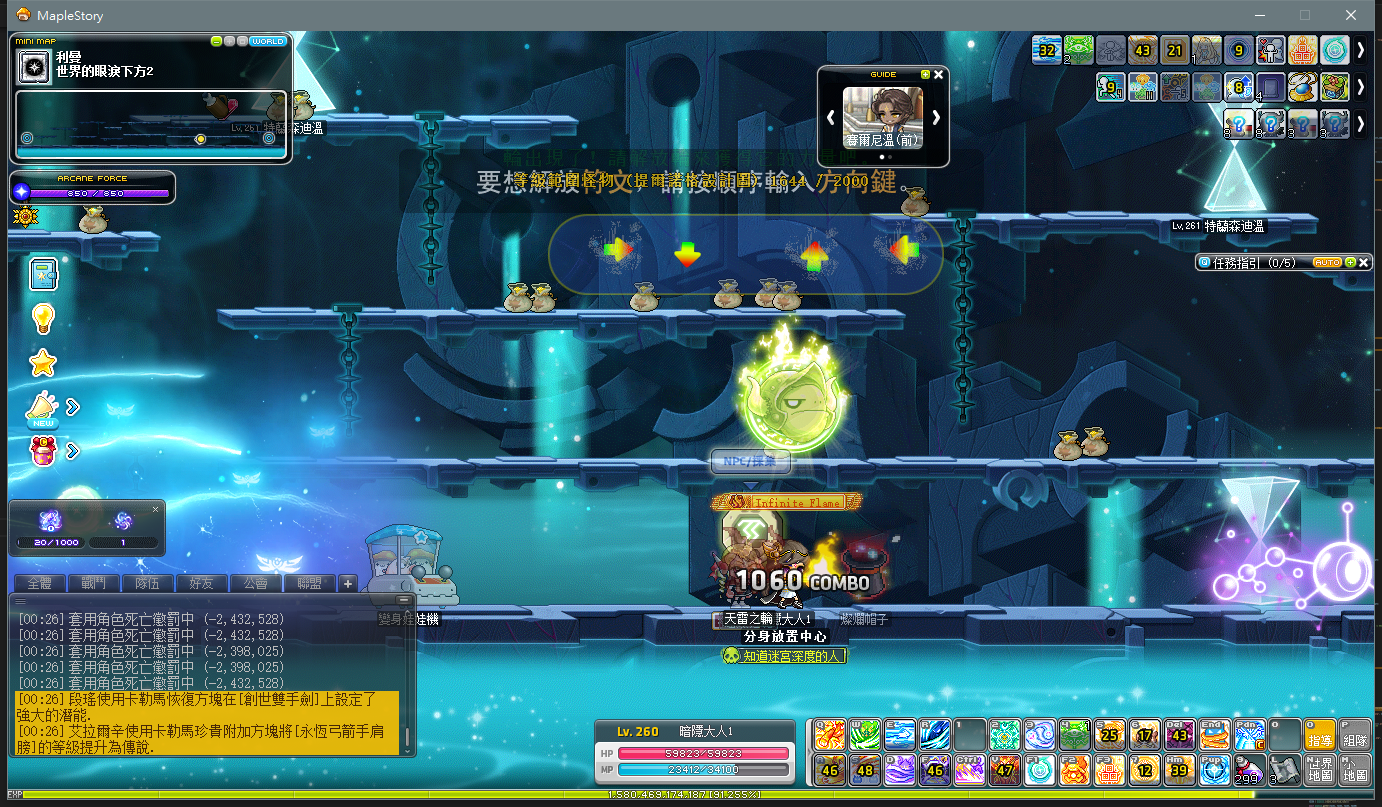 MapleStory
MINI MAP
WORLD
利曼
世界的眼淚下方2
GUIDE
賽爾尼溫(前)
ARCANE FORCE
850 / 850
要想解放符文，請按順序輸入方向鍵
Lv.261 特蘭森迪溫
任務指引 (0/5)
AUTO
NEW
NPC/採集
Infinite Flame
20/1000
1
全體
戰鬥
隊伍
好友
公會
聯盟
1060 COMBO
[00:26] 套用角色死亡懲罰中 (-2,432,528)
[00:26] 套用角色死亡懲罰中 (-2,432,528)
[00:26] 套用角色死亡懲罰中 (-2,398,025)
[00:26] 套用角色死亡懲罰中 (-2,398,025)
[00:26] 套用角色死亡懲罰中 (-2,432,528)
[00:26] 段瑤使用卡勒馬恢復方塊在[創世雙手劍]上設定了
強大的潛能.
[00:26] 艾拉爾辛使用卡勒馬珍貴附加方塊將[永恆弓箭手肩
膀]的等級提升為傳說.
天雷之輪
燦爛帽子
分身放置中心
知道迷宮深度的人
Lv. 260 暗隱大人1
HP 59823/59823
MP 23412/34100
指導
組隊
世界
地圖
小
地圖
EXP
1,580,469,174,187 [91.255%]